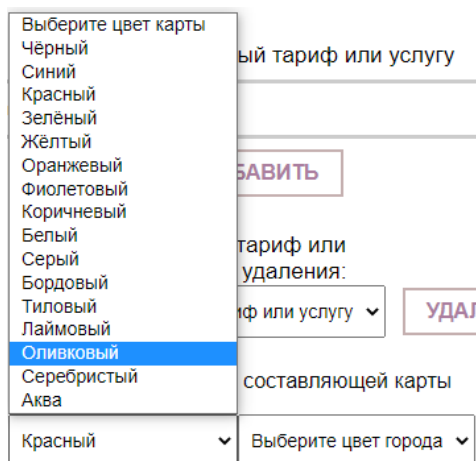 Выберите цвет карты
Чёрный
Синий
Красный
Зелёный
Жёлтый
Оранжевый
Фиолетовый
Коричневый
Белый
Серый
Бордовый
Тиловый
Лаймовый
Оливковый
Серебристый
Аква
Красный
ый тариф или услугу
БАВИТЬ
тариф или
удаления:
иф или услугу
УДАЛ
составляющей карты
Выберите цвет города